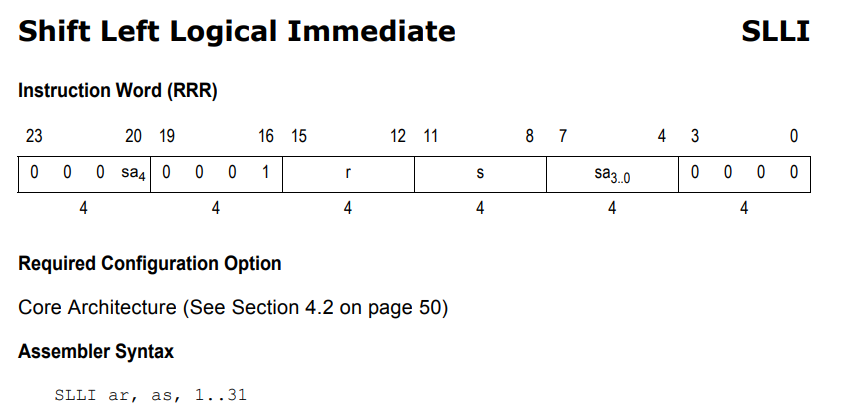 Shift Left Logical Immediate SLLI
Instruction Word (RRR)
23 20 19 16 15 12 11 8 7 4 3 0
0 0 0 sa4 0 0 0 1 r s sa3..0 0 0 0 0
4 4 4 4 4 4
Required Configuration Option
Core Architecture (See Section 4.2 on page 50)
Assembler Syntax
SLLI ar, as, 1..31